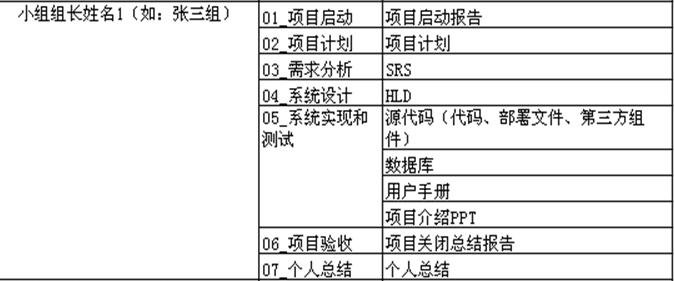 小组组长姓名1（如：张三组） 01_项目启动 项目启动报告
02_项目计划 项目计划
03_需求分析 SRS
04_系统设计 HLD
05_系统实现和 源代码（代码、部署文件、第三方组
测试 件）
数据库
用户手册
项目介绍PPT
06_项目验收 项目关闭总结报告
07_个人总结 个人总结